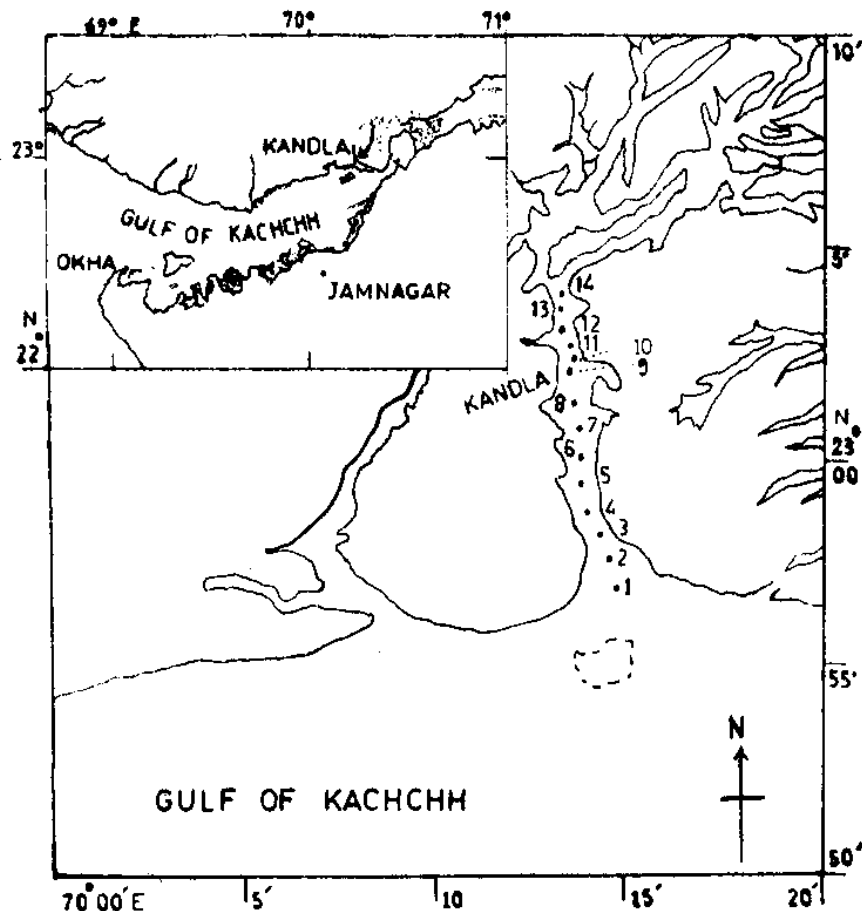 69° E 70° 71°
10'
KANDLA
23°
GULF OF KACHCHH
OKHA
JAMNAGAR
N
22°
5'
14
13
12
11
10
9
KANDLA
8
7
6
5
4
3
2
1
N
23°
00
55'
N
GULF OF KACHCHH
50'
70°00'E 5' 10 15' 20'